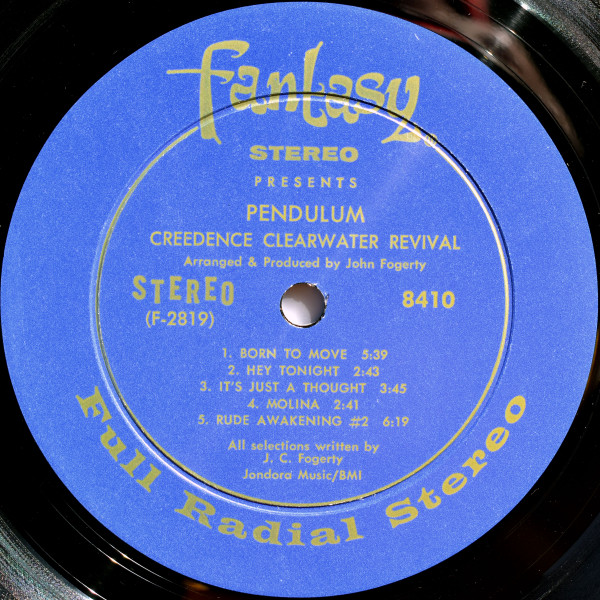 fantasy
STEREO
PRESENTS
PENDULUM
CREEDENCE CLEARWATER REVIVAL
Arranged & Produced by John Fogerty
STEREO
(F-2819)
8410
1. BORN TO MOVE 5:39
2. HEY TONIGHT 2:43
3. IT'S JUST A THOUGHT 3:45
4. MOLINA 2:41
5. RUDE AWAKENING #2 6:19
All selections written by
J. C. Fogerty
Jondora Music/BMI
Full Radial Stereo